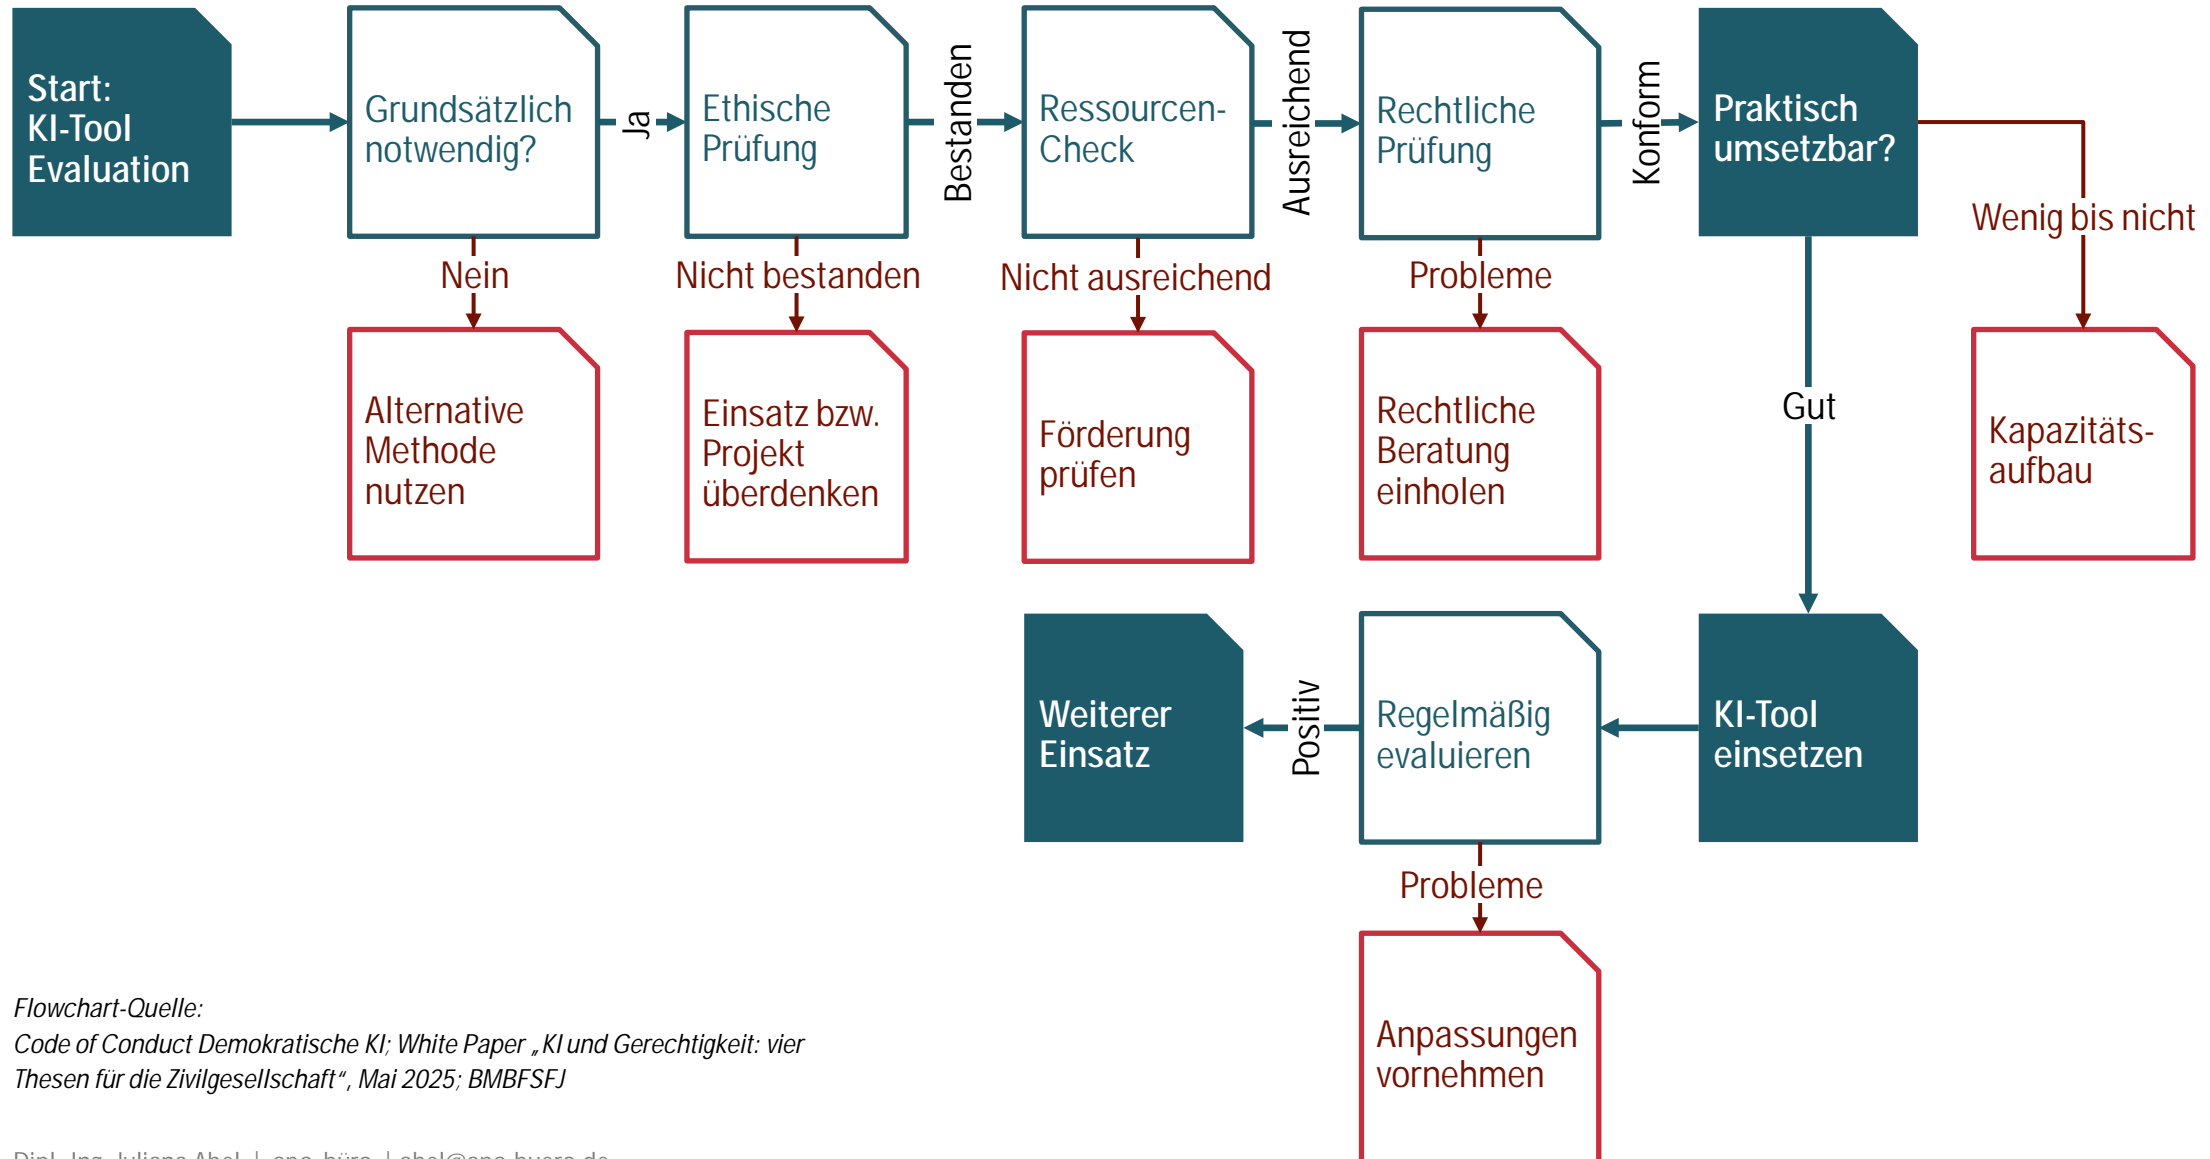 Start:
KI-Tool
Evaluation
Grundsätzlich
notwendig?
Ja
Ethische
Prüfung
Bestanden
Ressourcen-
Check
Ausreichend
Rechtliche
Prüfung
Konform
Praktisch
umsetzbar?
Wenig bis nicht
Nein
Nicht bestanden
Nicht ausreichend
Probleme
Alternative
Methode
nutzen
Einsatz bzw.
Projekt
überdenken
Förderung
prüfen
Rechtliche
Beratung
einholen
Gut
Kapazitäts-
aufbau
Weiterer
Einsatz
Positiv
Regelmäßig
evaluieren
KI-Tool
einsetzen
Probleme
Anpassungen
vornehmen
Flowchart-Quelle:
Code of Conduct Demokratische KI; White Paper „KI und Gerechtigkeit: vier
Thesen für die Zivilgesellschaft“, Mai 2025; BMBFSFJ